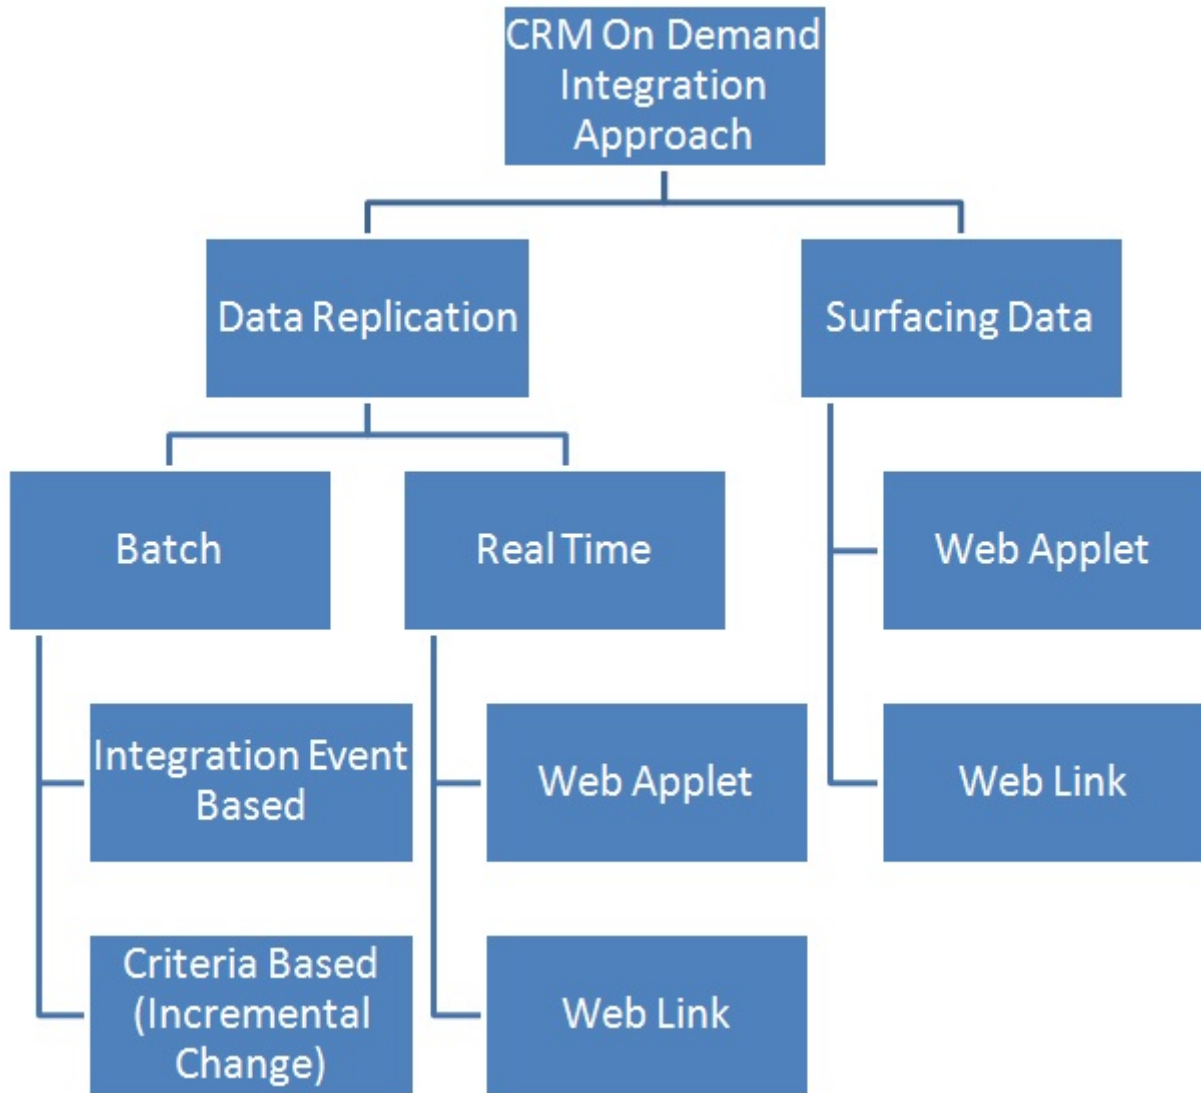 CRM On Demand
Integration
Approach
Data Replication
Surfacing Data
Batch
Real Time
Web Applet
Integration Event
Based
Web Applet
Web Link
Criteria Based
(Incremental
Change)
Web Link